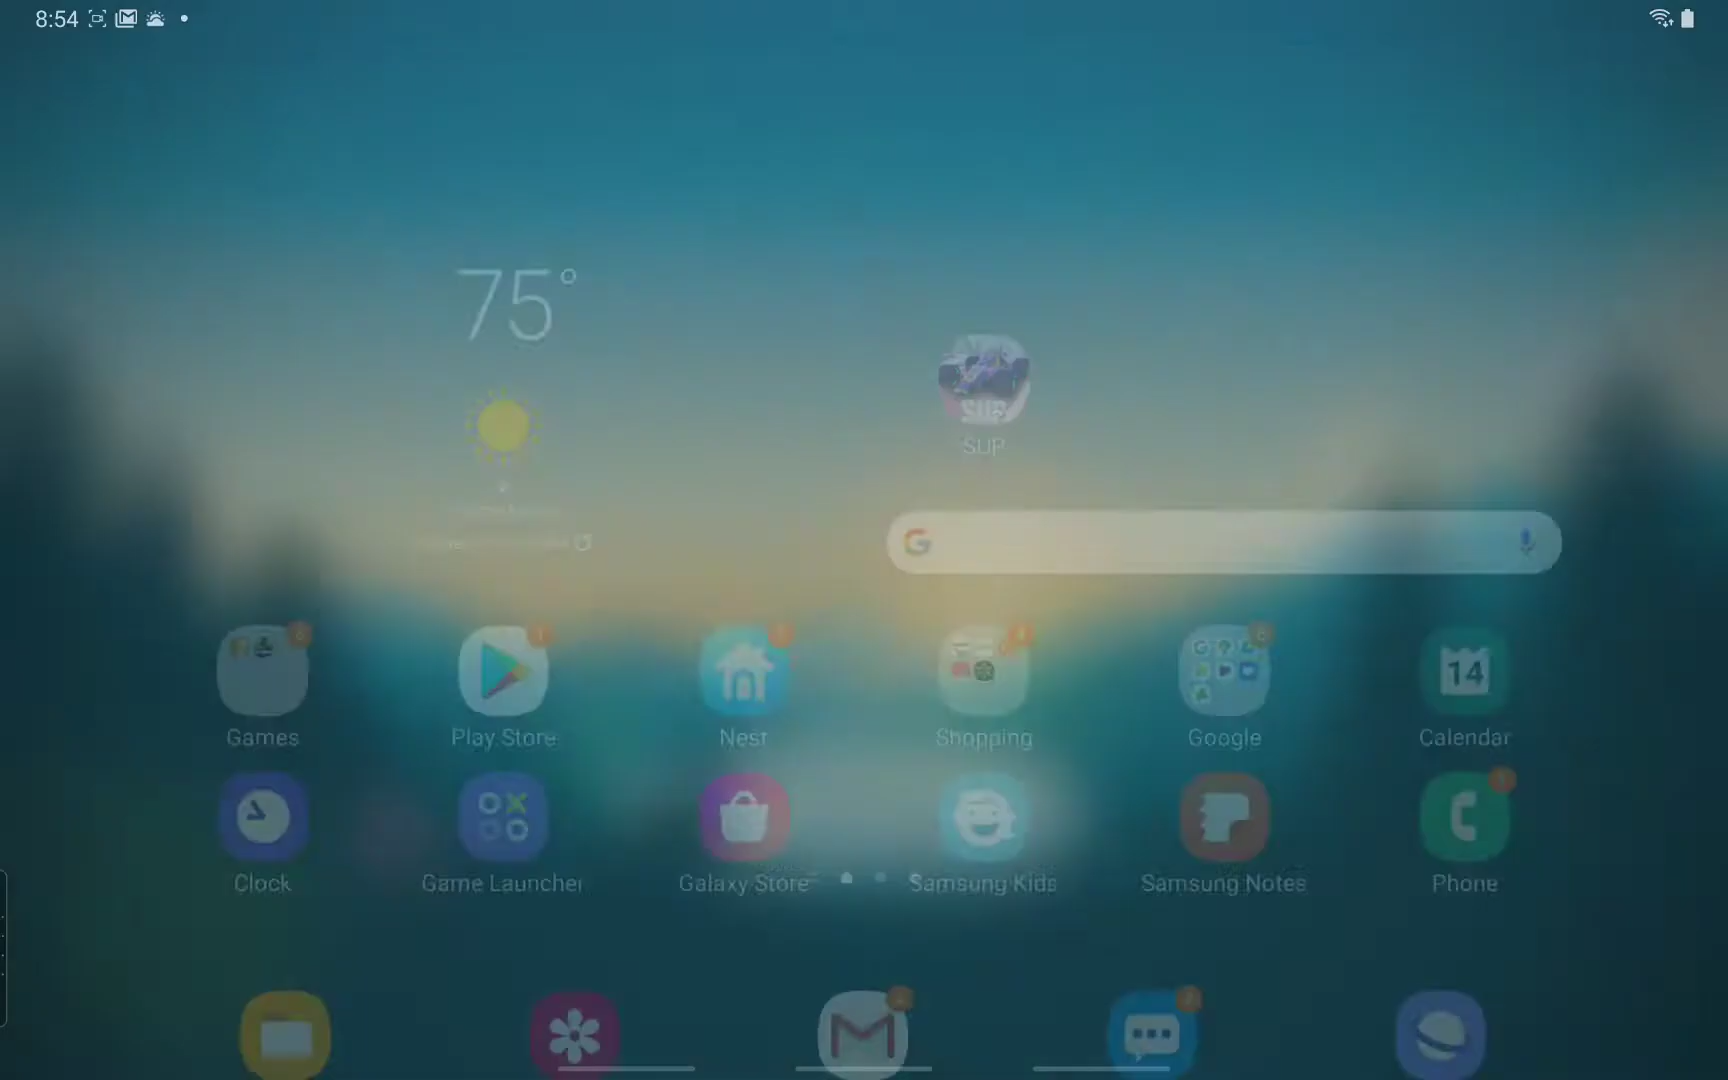 8:54
75°
SUP
SUP
G
Games
Play Store
Nest
Shopping
Google
14
Calendar
Clock
Game Launcher
Galaxy Store
Samsung Kids
Samsung Notes
Phone